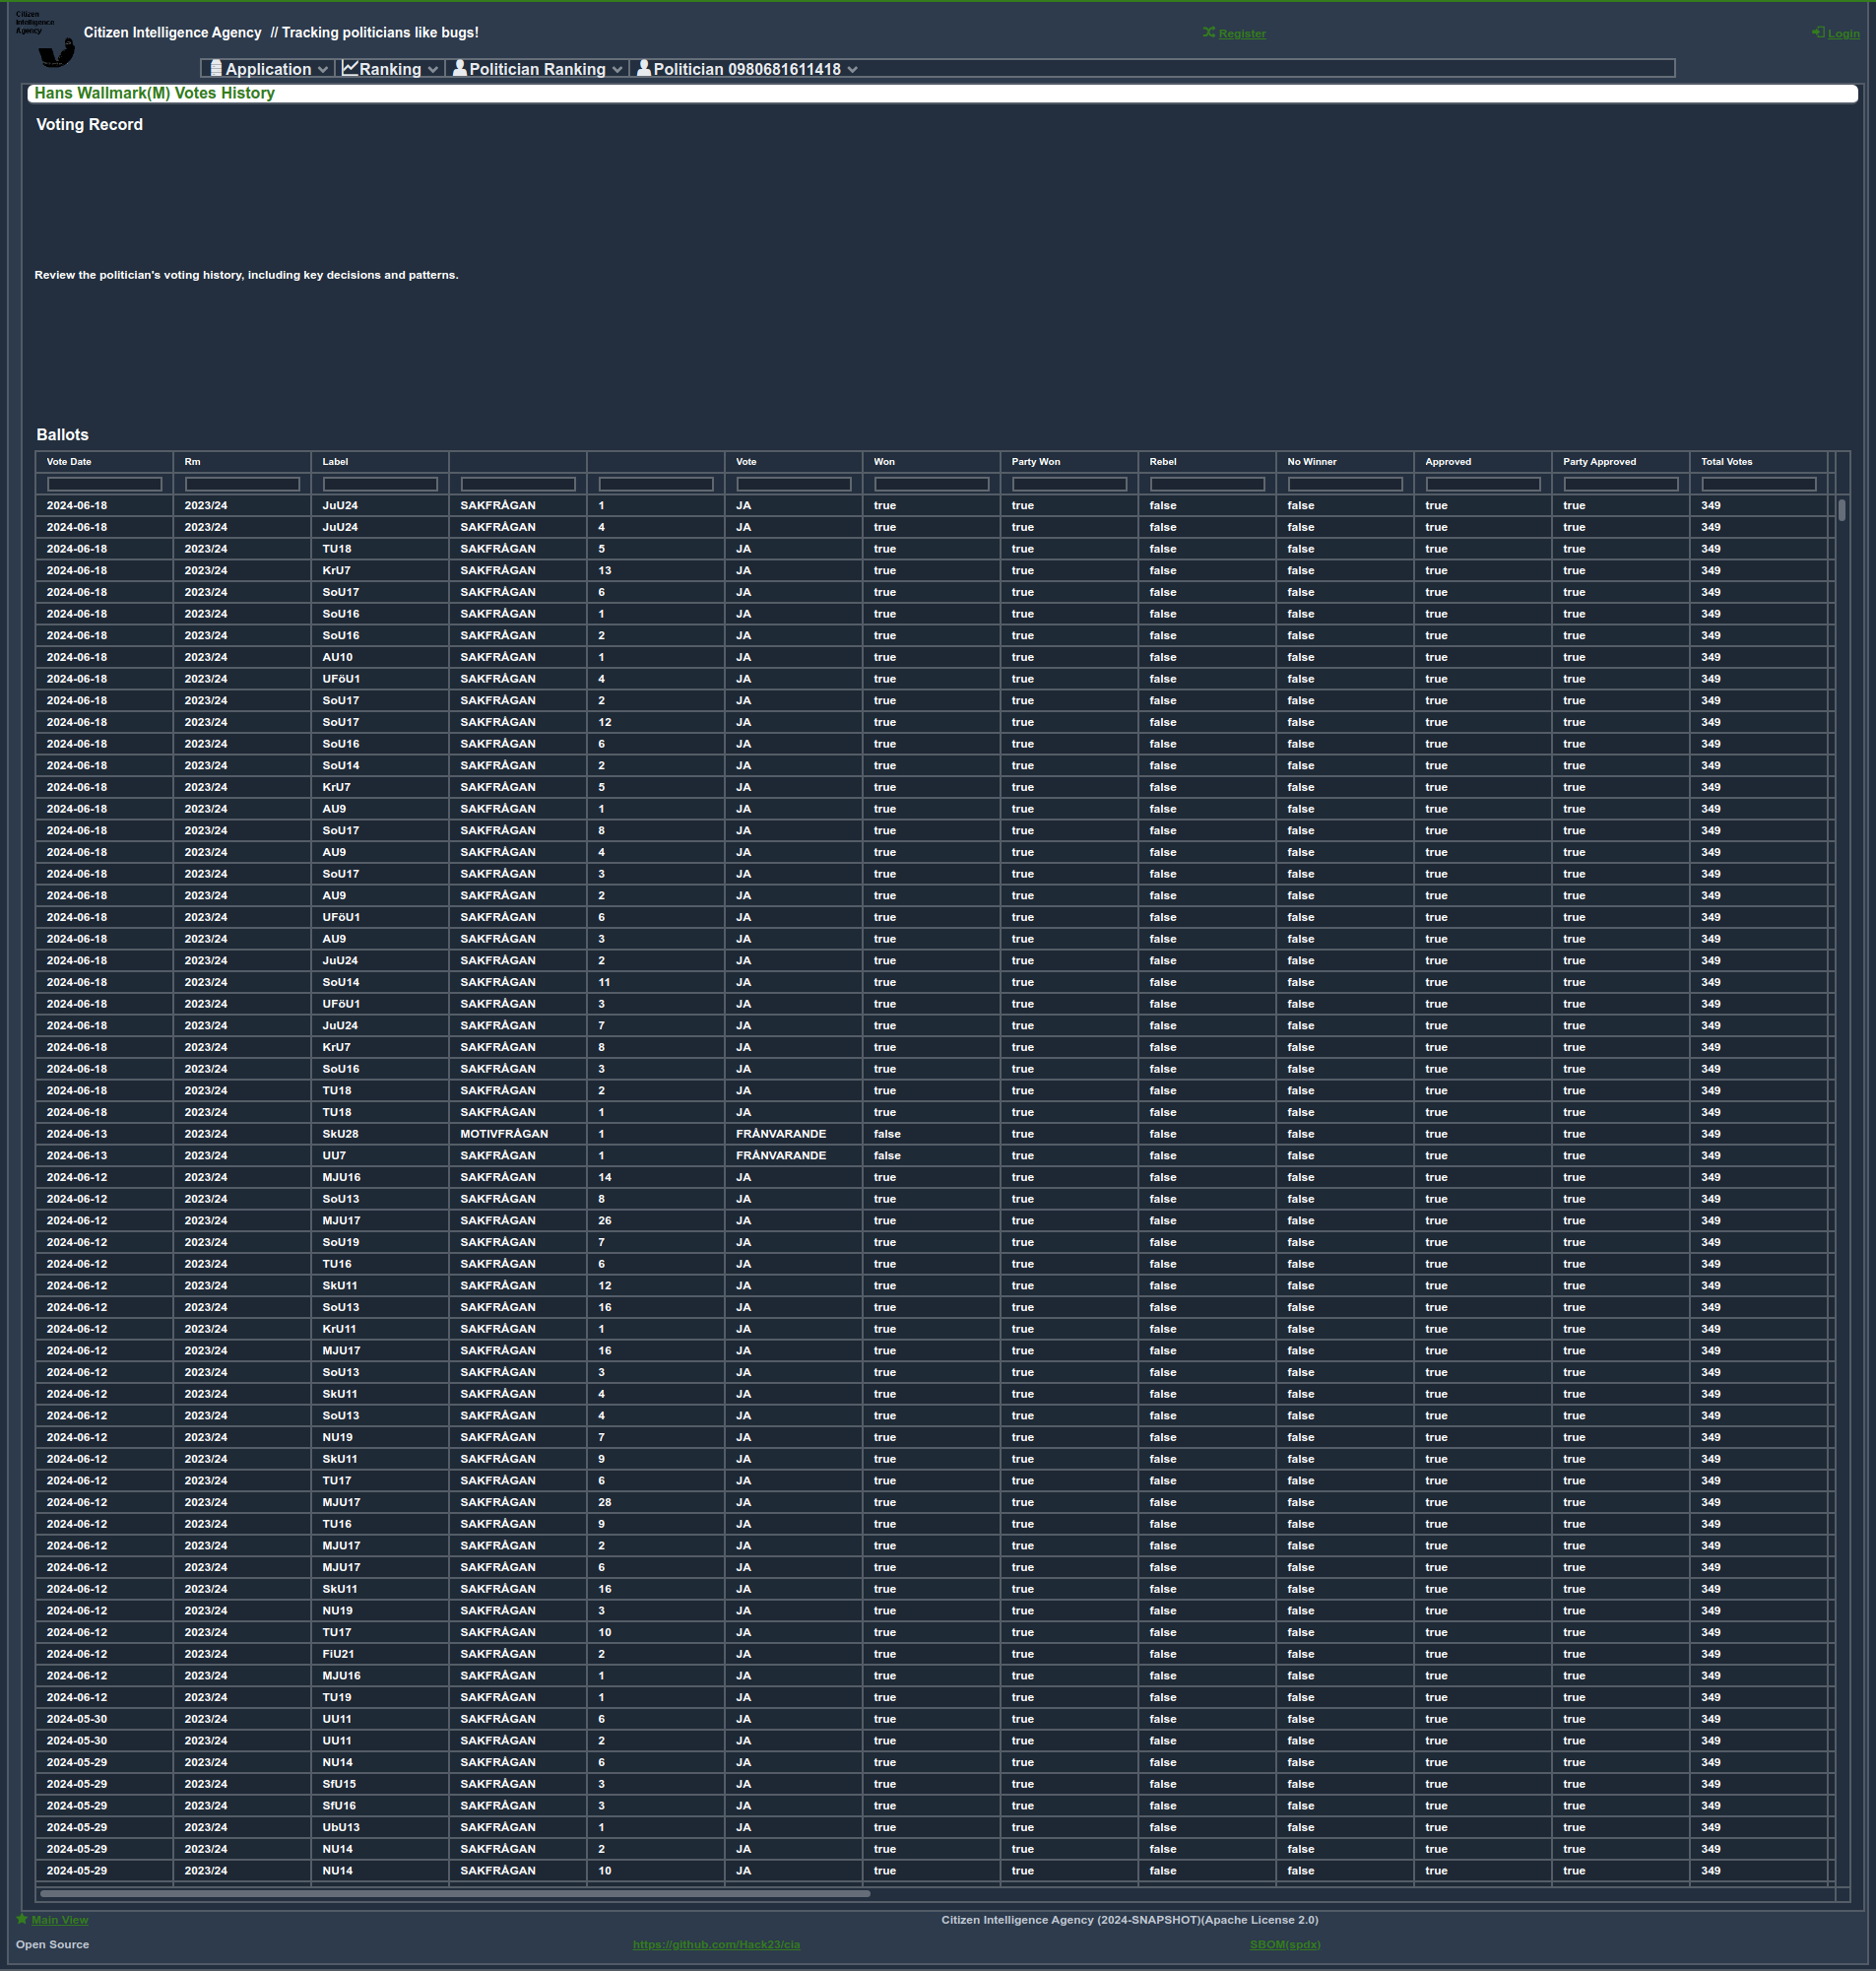 Citizen
Intelligence
Agency
Citizen Intelligence Agency // Tracking politicians like bugs!
Register
Login
Application Ranking Politician Ranking Politician 0980681611418
Hans Wallmark(M) Votes History
Voting Record
Review the politician's voting history, including key decisions and patterns.
Ballots
Vote Date Rm Label Vote Won Party Won Rebel No Winner Approved Party Approved Total Votes
2024-06-18 2023/24 JuU24 SAKFRÅGAN 1 JA true true false false true true 349
2024-06-18 2023/24 JuU24 SAKFRÅGAN 4 JA true true false false true true 349
2024-06-18 2023/24 TU18 SAKFRÅGAN 5 JA true true false false true true 349
2024-06-18 2023/24 KrU7 SAKFRÅGAN 13 JA true true false false true true 349
2024-06-18 2023/24 SoU17 SAKFRÅGAN 6 JA true true false false true true 349
2024-06-18 2023/24 SoU16 SAKFRÅGAN 1 JA true true false false true true 349
2024-06-18 2023/24 SoU16 SAKFRÅGAN 2 JA true true false false true true 349
2024-06-18 2023/24 AU10 SAKFRÅGAN 1 JA true true false false true true 349
2024-06-18 2023/24 UFöU1 SAKFRÅGAN 4 JA true true false false true true 349
2024-06-18 2023/24 SoU17 SAKFRÅGAN 2 JA true true false false true true 349
2024-06-18 2023/24 SoU17 SAKFRÅGAN 12 JA true true false false true true 349
2024-06-18 2023/24 SoU16 SAKFRÅGAN 6 JA true true false false true true 349
2024-06-18 2023/24 SoU14 SAKFRÅGAN 2 JA true true false false true true 349
2024-06-18 2023/24 KrU7 SAKFRÅGAN 5 JA true true false false true true 349
2024-06-18 2023/24 AU9 SAKFRÅGAN 1 JA true true false false true true 349
2024-06-18 2023/24 SoU17 SAKFRÅGAN 8 JA true true false false true true 349
2024-06-18 2023/24 AU9 SAKFRÅGAN 4 JA true true false false true true 349
2024-06-18 2023/24 SoU17 SAKFRÅGAN 3 JA true true false false true true 349
2024-06-18 2023/24 AU9 SAKFRÅGAN 2 JA true true false false true true 349
2024-06-18 2023/24 UFöU1 SAKFRÅGAN 6 JA true true false false true true 349
2024-06-18 2023/24 AU9 SAKFRÅGAN 3 JA true true false false true true 349
2024-06-18 2023/24 JuU24 SAKFRÅGAN 2 JA true true false false true true 349
2024-06-18 2023/24 SoU14 SAKFRÅGAN 11 JA true true false false true true 349
2024-06-18 2023/24 UFöU1 SAKFRÅGAN 3 JA true true false false true true 349
2024-06-18 2023/24 JuU24 SAKFRÅGAN 7 JA true true false false true true 349
2024-06-18 2023/24 KrU7 SAKFRÅGAN 8 JA true true false false true true 349
2024-06-18 2023/24 SoU16 SAKFRÅGAN 3 JA true true false false true true 349
2024-06-18 2023/24 TU18 SAKFRÅGAN 2 JA true true false false true true 349
2024-06-18 2023/24 TU18 SAKFRÅGAN 1 JA true true false false true true 349
2024-06-13 2023/24 SkU28 MOTIVFRÅGAN 1 FRÅNVARANDE false true false false true true 349
2024-06-13 2023/24 UU7 SAKFRÅGAN 1 FRÅNVARANDE false true false false true true 349
2024-06-12 2023/24 MJU16 SAKFRÅGAN 14 JA true true false false true true 349
2024-06-12 2023/24 SoU13 SAKFRÅGAN 8 JA true true false false true true 349
2024-06-12 2023/24 MJU17 SAKFRÅGAN 26 JA true true false false true true 349
2024-06-12 2023/24 SoU19 SAKFRÅGAN 7 JA true true false false true true 349
2024-06-12 2023/24 TU16 SAKFRÅGAN 6 JA true true false false true true 349
2024-06-12 2023/24 SkU11 SAKFRÅGAN 12 JA true true false false true true 349
2024-06-12 2023/24 SoU13 SAKFRÅGAN 16 JA true true false false true true 349
2024-06-12 2023/24 KrU11 SAKFRÅGAN 1 JA true true false false true true 349
2024-06-12 2023/24 MJU17 SAKFRÅGAN 16 JA true true false false true true 349
2024-06-12 2023/24 SoU13 SAKFRÅGAN 3 JA true true false false true true 349
2024-06-12 2023/24 SkU11 SAKFRÅGAN 4 JA true true false false true true 349
2024-06-12 2023/24 SoU13 SAKFRÅGAN 4 JA true true false false true true 349
2024-06-12 2023/24 NU19 SAKFRÅGAN 7 JA true true false false true true 349
2024-06-12 2023/24 SkU11 SAKFRÅGAN 9 JA true true false false true true 349
2024-06-12 2023/24 TU17 SAKFRÅGAN 6 JA true true false false true true 349
2024-06-12 2023/24 MJU17 SAKFRÅGAN 28 JA true true false false true true 349
2024-06-12 2023/24 TU16 SAKFRÅGAN 9 JA true true false false true true 349
2024-06-12 2023/24 MJU17 SAKFRÅGAN 2 JA true true false false true true 349
2024-06-12 2023/24 MJU17 SAKFRÅGAN 6 JA true true false false true true 349
2024-06-12 2023/24 SkU11 SAKFRÅGAN 16 JA true true false false true true 349
2024-06-12 2023/24 NU19 SAKFRÅGAN 3 JA true true false false true true 349
2024-06-12 2023/24 TU17 SAKFRÅGAN 10 JA true true false false true true 349
2024-06-12 2023/24 FiU21 SAKFRÅGAN 2 JA true true false false true true 349
2024-06-12 2023/24 MJU16 SAKFRÅGAN 1 JA true true false false true true 349
2024-06-12 2023/24 TU19 SAKFRÅGAN 1 JA true true false false true true 349
2024-05-30 2023/24 UU11 SAKFRÅGAN 6 JA true true false false true true 349
2024-05-30 2023/24 UU11 SAKFRÅGAN 2 JA true true false false true true 349
2024-05-29 2023/24 NU14 SAKFRÅGAN 6 JA true true false false true true 349
2024-05-29 2023/24 SfU15 SAKFRÅGAN 3 JA true true false false true true 349
2024-05-29 2023/24 SfU16 SAKFRÅGAN 3 JA true true false false true true 349
2024-05-29 2023/24 UbU13 SAKFRÅGAN 1 JA true true false false true true 349
2024-05-29 2023/24 NU14 SAKFRÅGAN 2 JA true true false false true true 349
2024-05-29 2023/24 NU14 SAKFRÅGAN 10 JA true true false false true true 349
Main View Citizen Intelligence Agency (2024-SNAPSHOT)(Apache License 2.0)
Open Source https://github.com/Hack23/cia SBOM(spdx)